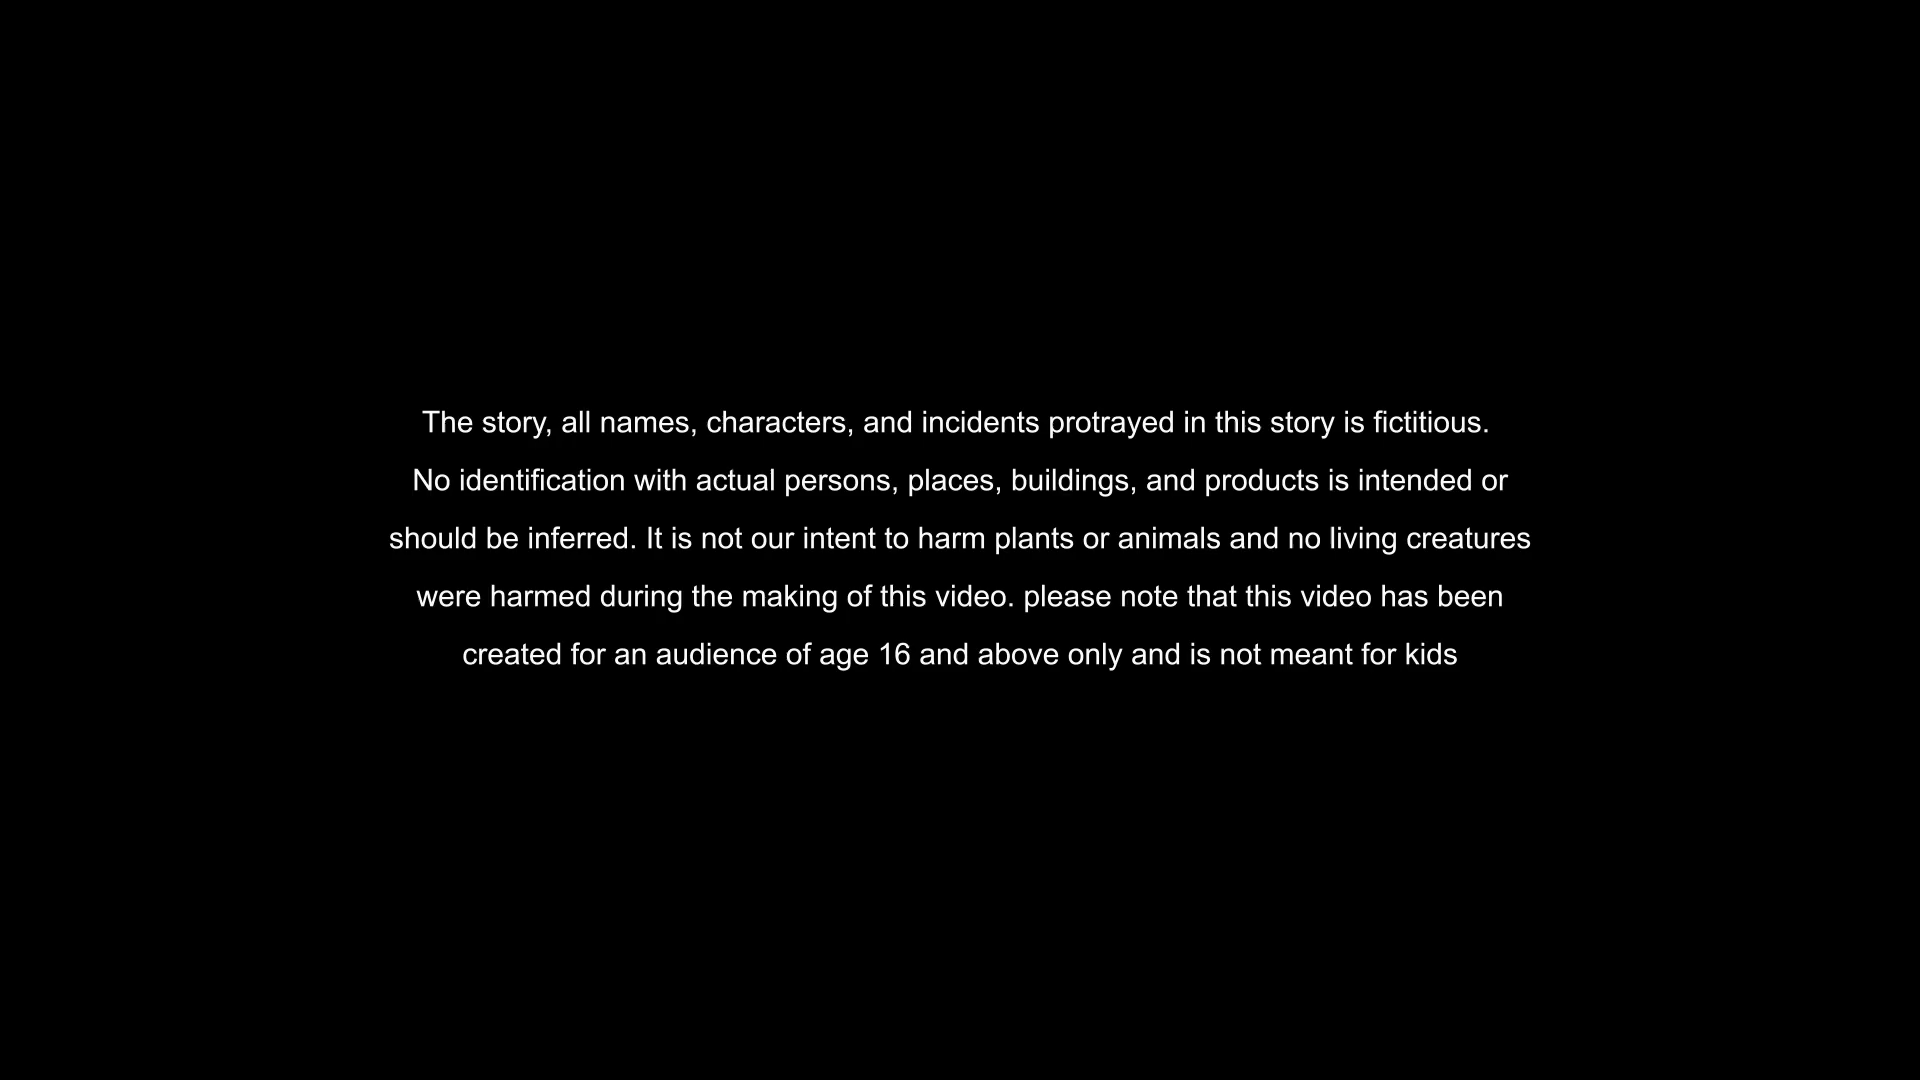 The story, all names, characters, and incidents protrayed in this story is fictitious.
No identification with actual persons, places, buildings, and products is intended or
should be inferred. It is not our intent to harm plants or animals and no living creatures
were harmed during the making of this video. please note that this video has been
created for an audience of age 16 and above only and is not meant for kids